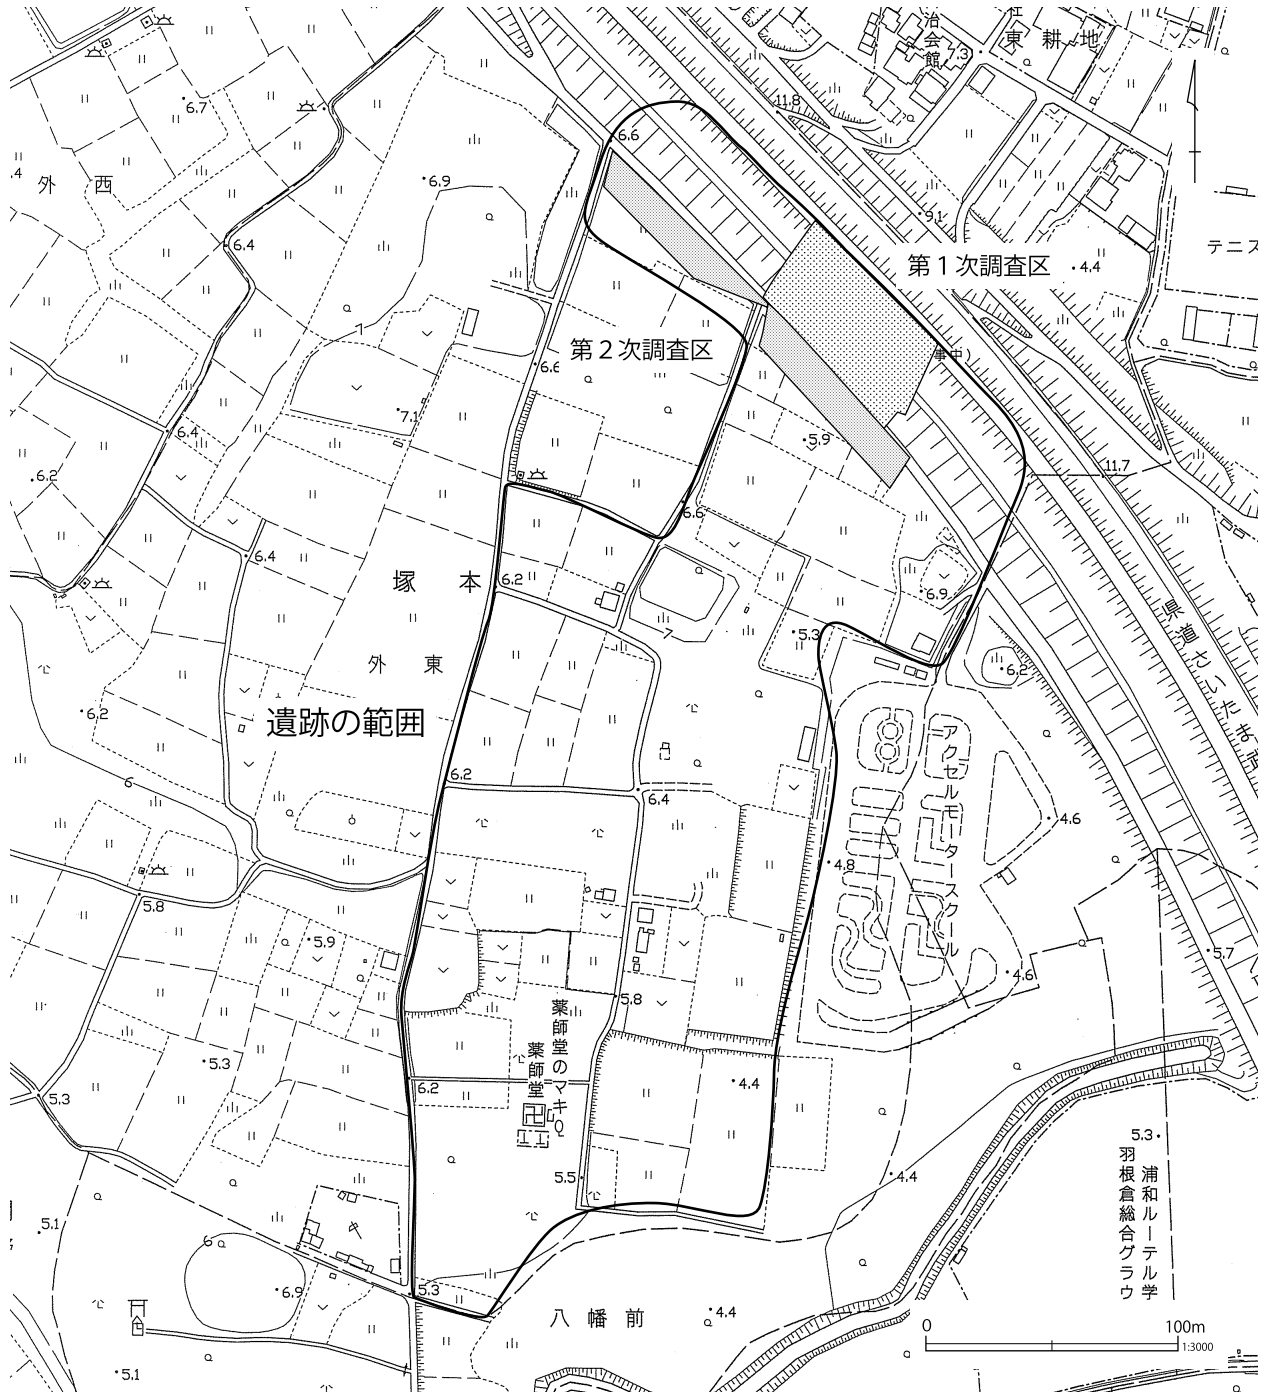 治会館
東耕地
.3
6.7
11.8
6.6
外西
6.9
9.1
6.4
第1次調査区
4.4
テニス
7
第2次調査区
事中)
6.6
7.1
5.9
6.4
6.2
11.7
6.6
6.4
塚本
6.2
6.9
7
5.3
外東
6.2
県道さいたま
6.2
遺跡の範囲
アクセルモータースクール
6.2
6
6.4
4.6
4.8
5.8
5.9
5.7
4.6
5.8
薬師堂のマキ
薬師堂
5.3
6.2
4.4
5.3
5.3
浦和ルーテル学
羽根倉総合グラウ
5.5
4.4
5.1
6
6.9
5.3
八幡前
4.4
0 100m
1:3000
5.1